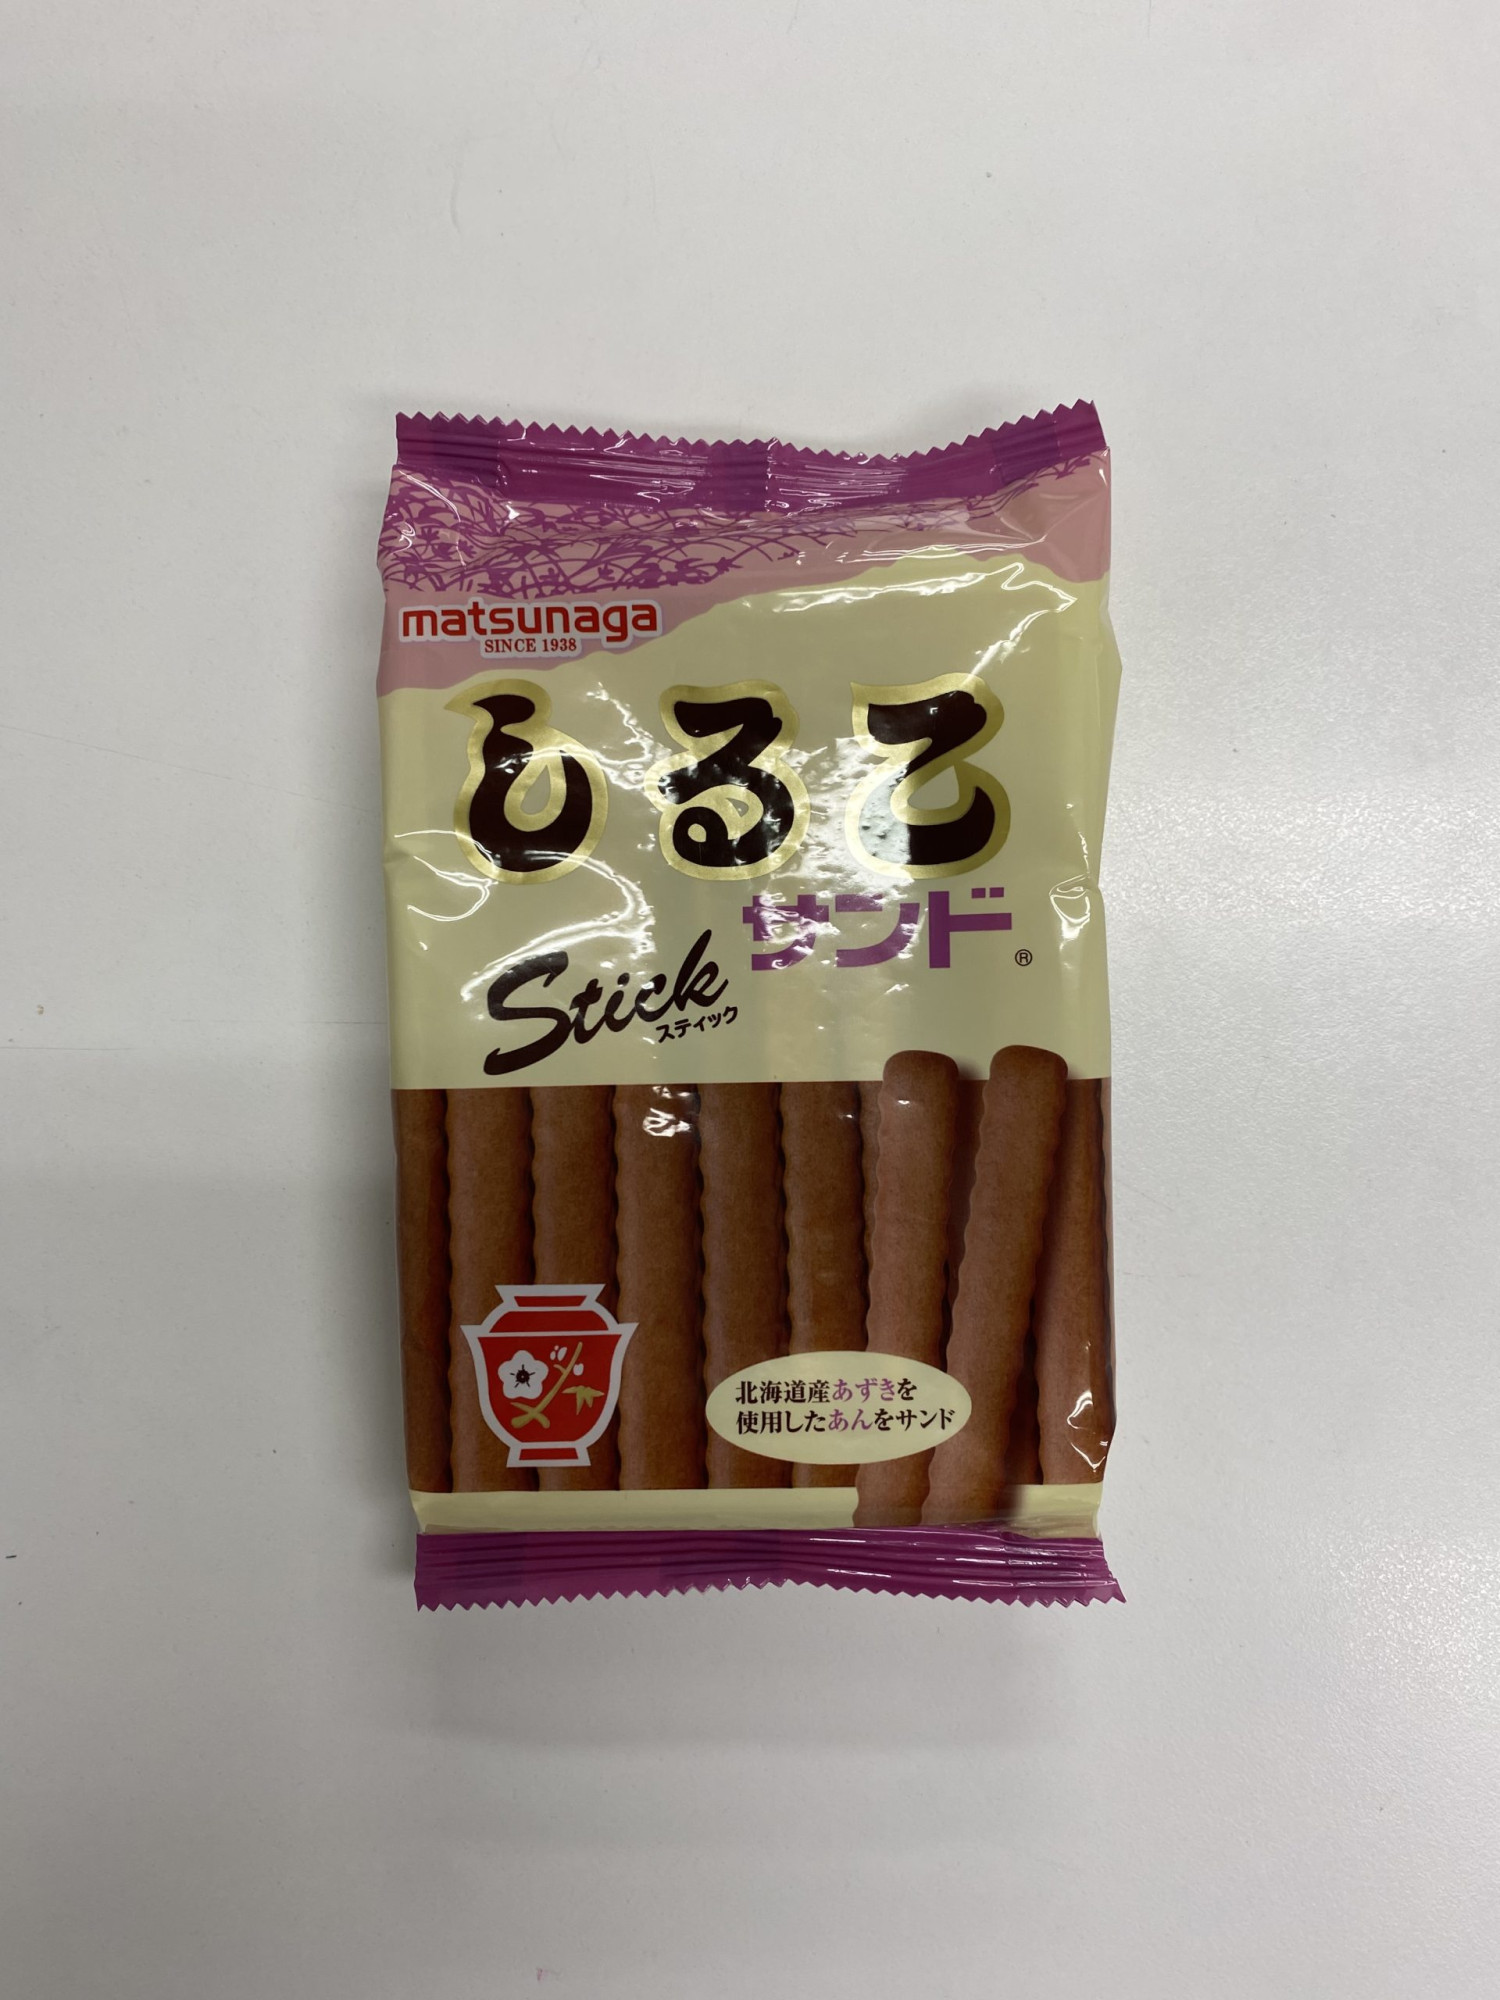 matsunaga
SINCE 1938
しるこ
サンド®
Stick
スティック
北海道産あずきを
使用したあんをサンド